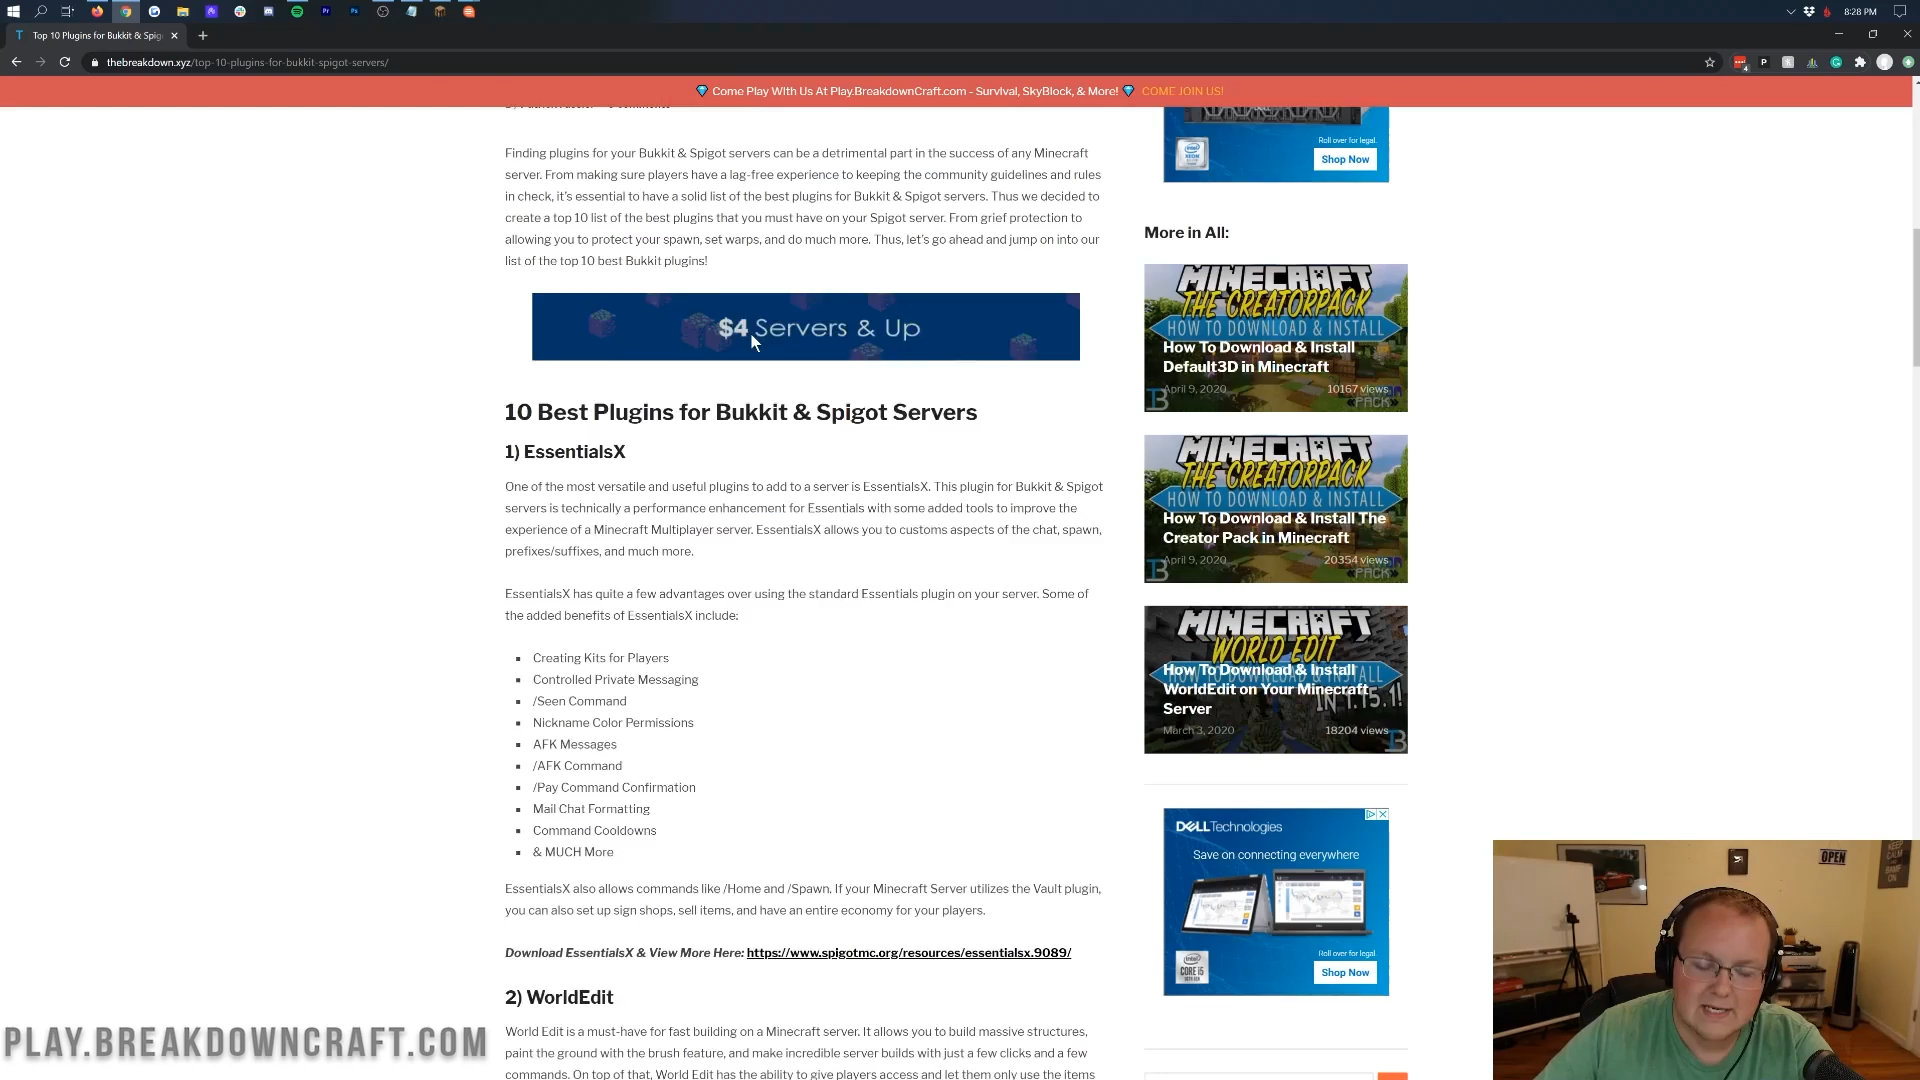 8:28 PM
Top 10 Plugins for Bukkit & Spig
thebreakdown.xyz/top-10-plugins-for-bukkit-spigot-servers/
Come Play With Us At Play.BreakdownCraft.com - Survival, SkyBlock, & More! COME JOIN US!
Finding plugins for your Bukkit & Spigot servers can be a detrimental part in the success of any Minecraft
server. From making sure players have a lag-free experience to keeping the community guidelines and rules
in check, it's essential to have a solid list of the best plugins for Bukkit & Spigot servers. Thus we decided to
create a top 10 list of the best plugins that you must have on your Spigot server. From grief protection to
allowing you to protect your spawn, set warps, and do much more. Thus, let's go ahead and jump on into our
list of the top 10 best Bukkit plugins!
$4 Servers & Up
10 Best Plugins for Bukkit & Spigot Servers
1) EssentialsX
One of the most versatile and useful plugins to add to a server is EssentialsX. This plugin for Bukkit & Spigot
servers is technically a performance enhancement for Essentials with some added tools to improve the
experience of a Minecraft Multiplayer server. EssentialsX allows you to customs aspects of the chat, spawn,
prefixes/suffixes, and much more.
EssentialsX has quite a few advantages over using the standard Essentials plugin on your server. Some of
the added benefits of EssentialsX include:
Creating Kits for Players
Controlled Private Messaging
/Seen Command
Nickname Color Permissions
AFK Messages
/AFK Command
/Pay Command Confirmation
Mail Chat Formatting
Command Cooldowns
& MUCH More
EssentialsX also allows commands like /Home and /Spawn. If your Minecraft Server utilizes the Vault plugin,
you can also set up sign shops, sell items, and have an entire economy for your players.
Download EssentialsX & View More Here: https://www.spigotmc.org/resources/essentialsx.9089/
2) WorldEdit
World Edit is a must-have for fast building on a Minecraft server. It allows you to build massive structures,
paint the ground with the brush feature, and make incredible server builds with just a few clicks and a few
commands. On top of that, World Edit has the ability to give players access and let them only use the items
PLAY.BREAKDOWNCRAFT.COM
XEON
Roll over for legal.
Shop Now
More in All:
MINECRAFT
THE CREATORPACK
HOW TO DOWNLOAD & INSTALL
How To Download & Install
Default3D in Minecraft
April 9, 2020 10167 views
PACK
MINECRAFT
THE CREATORPACK
HOW TO DOWNLOAD & INSTALL
How To Download & Install The
Creator Pack in Minecraft
April 9, 2020 20354 views
PACK
MINECRAFT
WORLD EDIT
HOW TO DOWNLOAD & INSTALL
How To Download & Install
WorldEdit on Your Minecraft
IN 1.15.1!
Server
March 3, 2020 18204 views
DELL Technologies
Save on connecting everywhere
intel
CORE i5
Roll over for legal
Shop Now
OPEN
KEEP
CALM
AND